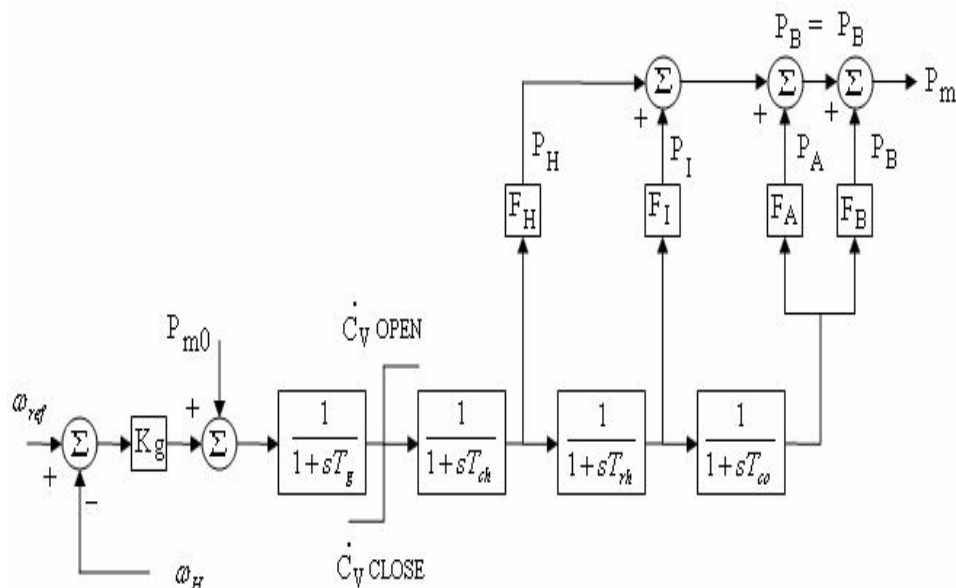 P_B = P_B
Σ Σ Σ P_m
+ + +
P_H P_I P_A P_B
F_H F_I F_A F_B
P_m0 Ċ_V OPEN
ω_ref + Σ Kg + Σ 1/(1+sT_g) 1/(1+sT_ch) 1/(1+sT_rh) 1/(1+sT_co)
−
ω_H Ċ_V CLOSE